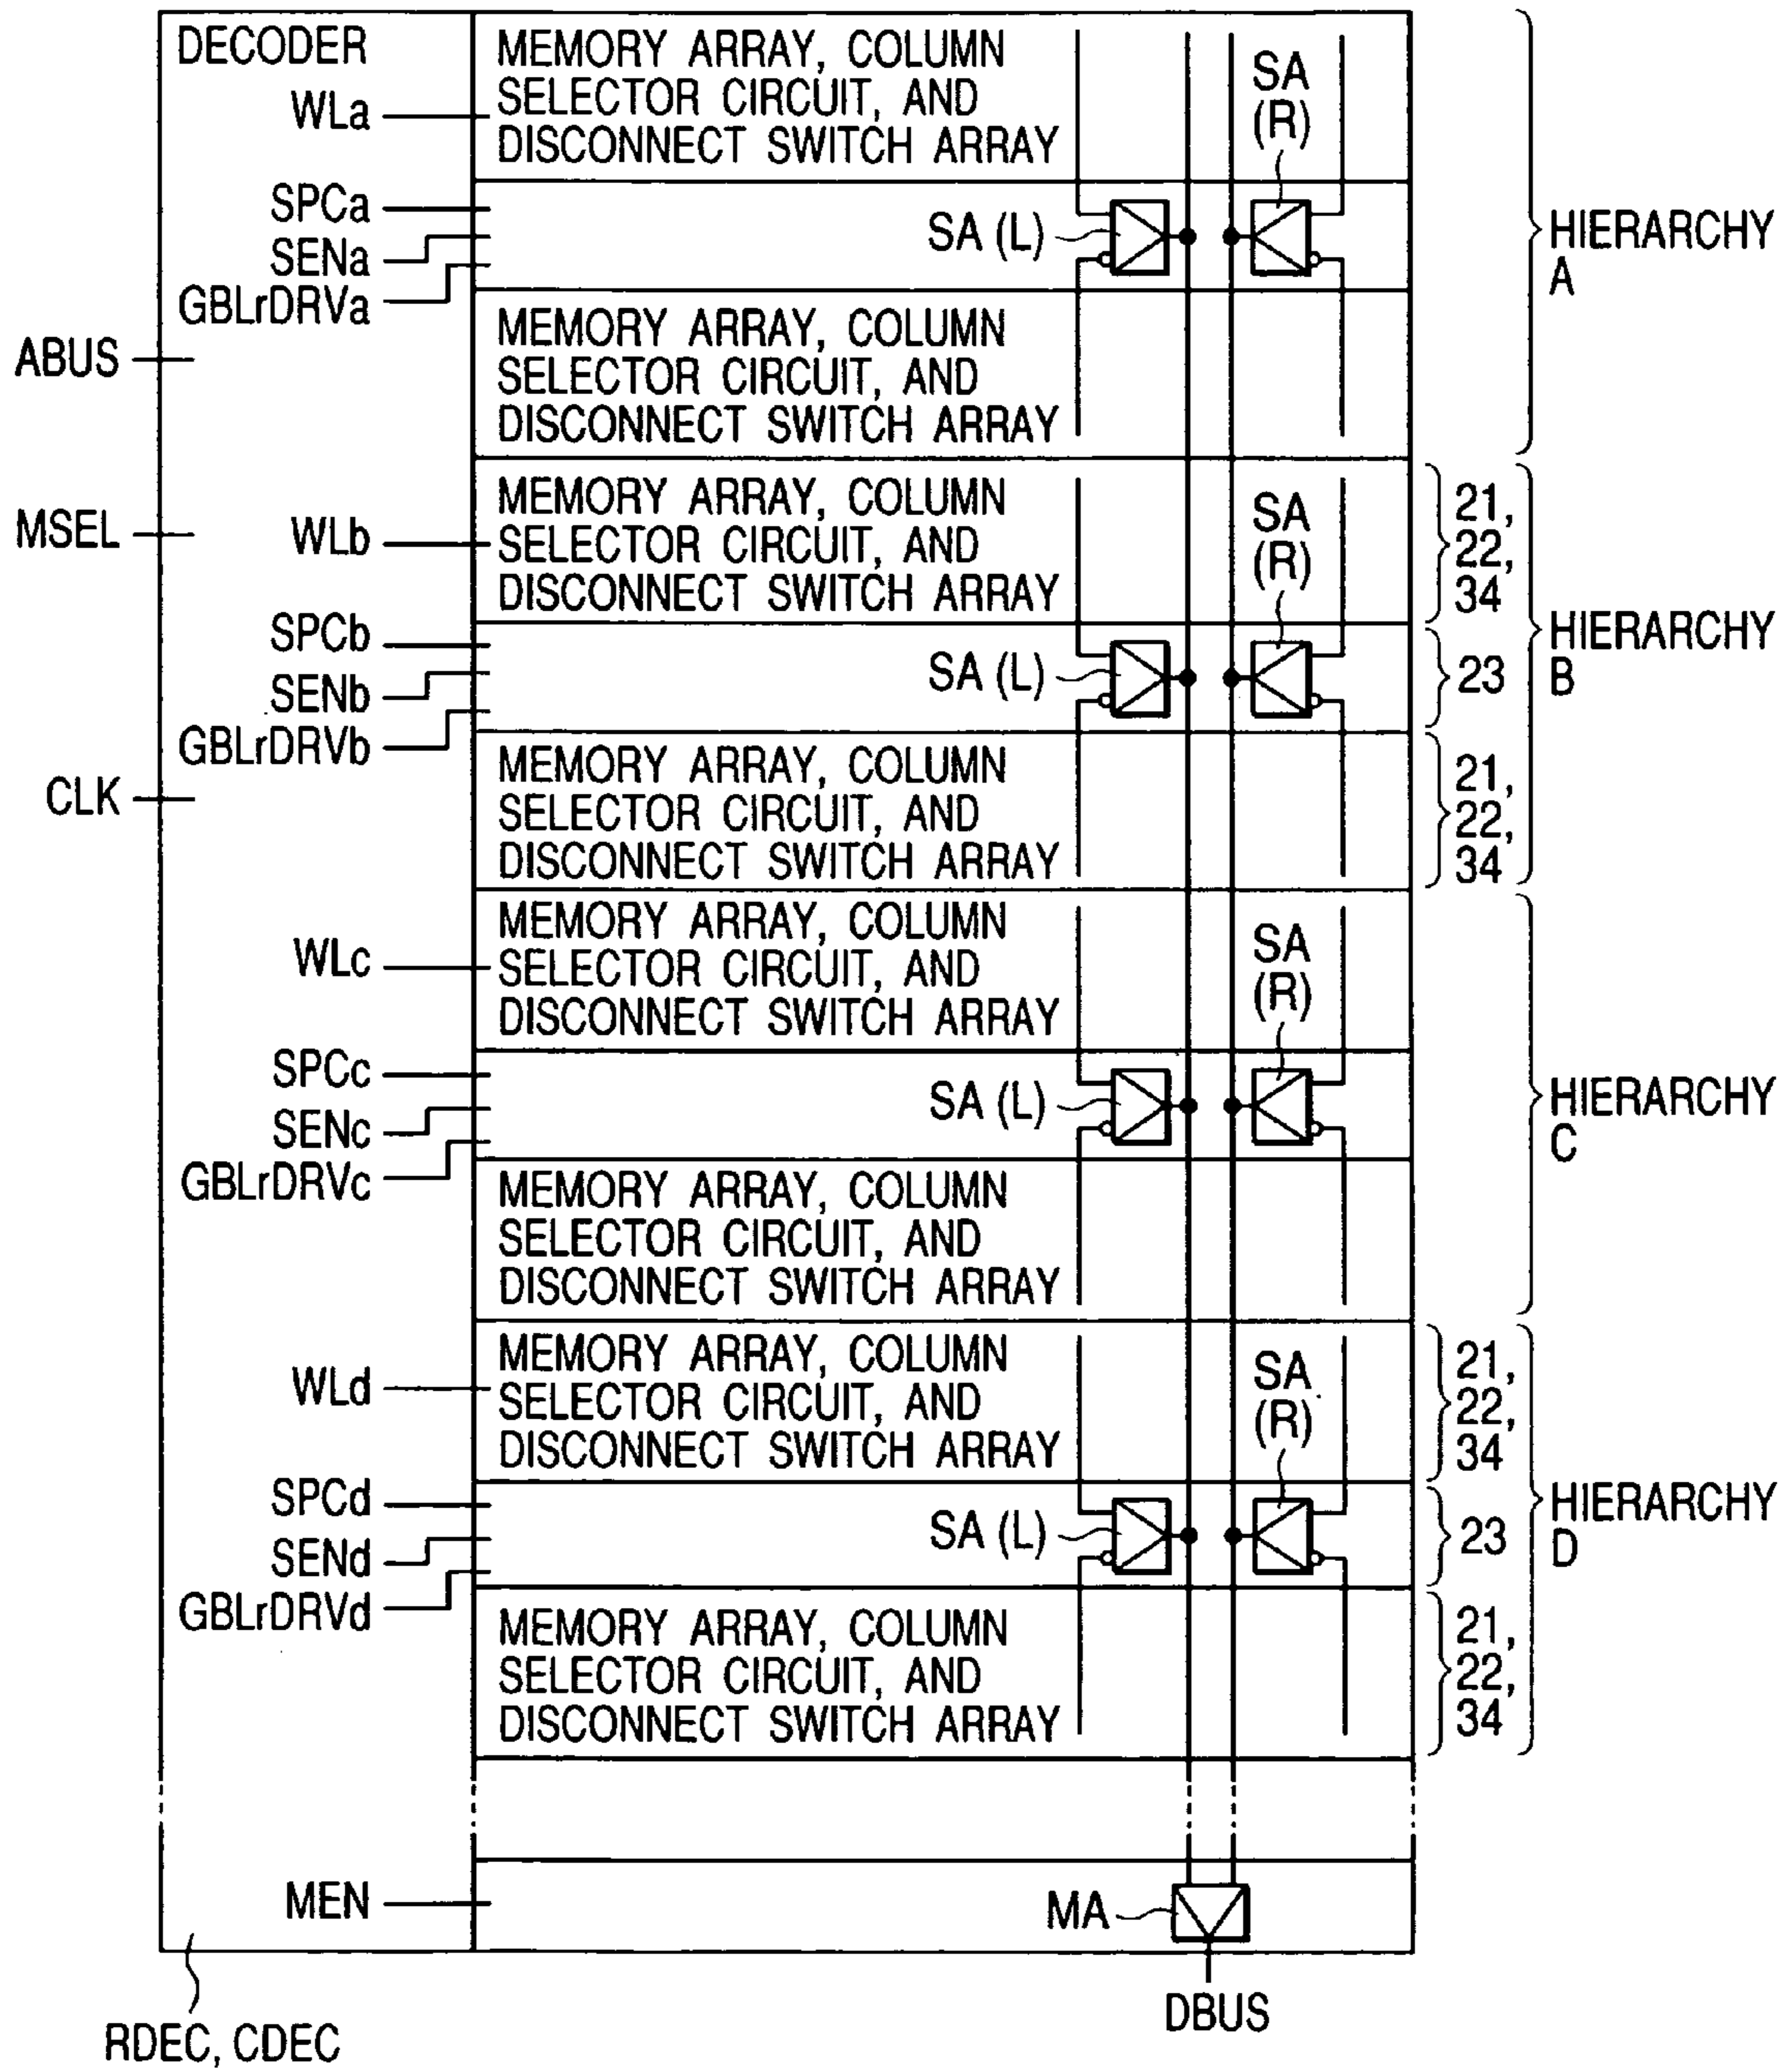 DECODER
MEMORY ARRAY, COLUMN
SELECTOR CIRCUIT, AND
DISCONNECT SWITCH ARRAY
WLa
SA
(R)
SPCa
SENa
GBLrDRVa
SA (L)
HIERARCHY
A
ABUS
MEMORY ARRAY, COLUMN
SELECTOR CIRCUIT, AND
DISCONNECT SWITCH ARRAY
MSEL
WLb
MEMORY ARRAY, COLUMN
SELECTOR CIRCUIT, AND
DISCONNECT SWITCH ARRAY
SA
(R)
21,
22,
34
SPCb
SENb
GBLrDRVb
SA (L)
23
HIERARCHY
B
CLK
MEMORY ARRAY, COLUMN
SELECTOR CIRCUIT, AND
DISCONNECT SWITCH ARRAY
21,
22,
34
WLc
MEMORY ARRAY, COLUMN
SELECTOR CIRCUIT, AND
DISCONNECT SWITCH ARRAY
SA
(R)
SPCc
SENc
GBLrDRVc
SA (L)
HIERARCHY
C
MEMORY ARRAY, COLUMN
SELECTOR CIRCUIT, AND
DISCONNECT SWITCH ARRAY
WLd
MEMORY ARRAY, COLUMN
SELECTOR CIRCUIT, AND
DISCONNECT SWITCH ARRAY
SA
(R)
21,
22,
34
SPCd
SENd
GBLrDRVd
SA (L)
23
HIERARCHY
D
MEMORY ARRAY, COLUMN
SELECTOR CIRCUIT, AND
DISCONNECT SWITCH ARRAY
21,
22,
34
MEN
MA
DBUS
RDEC, CDEC